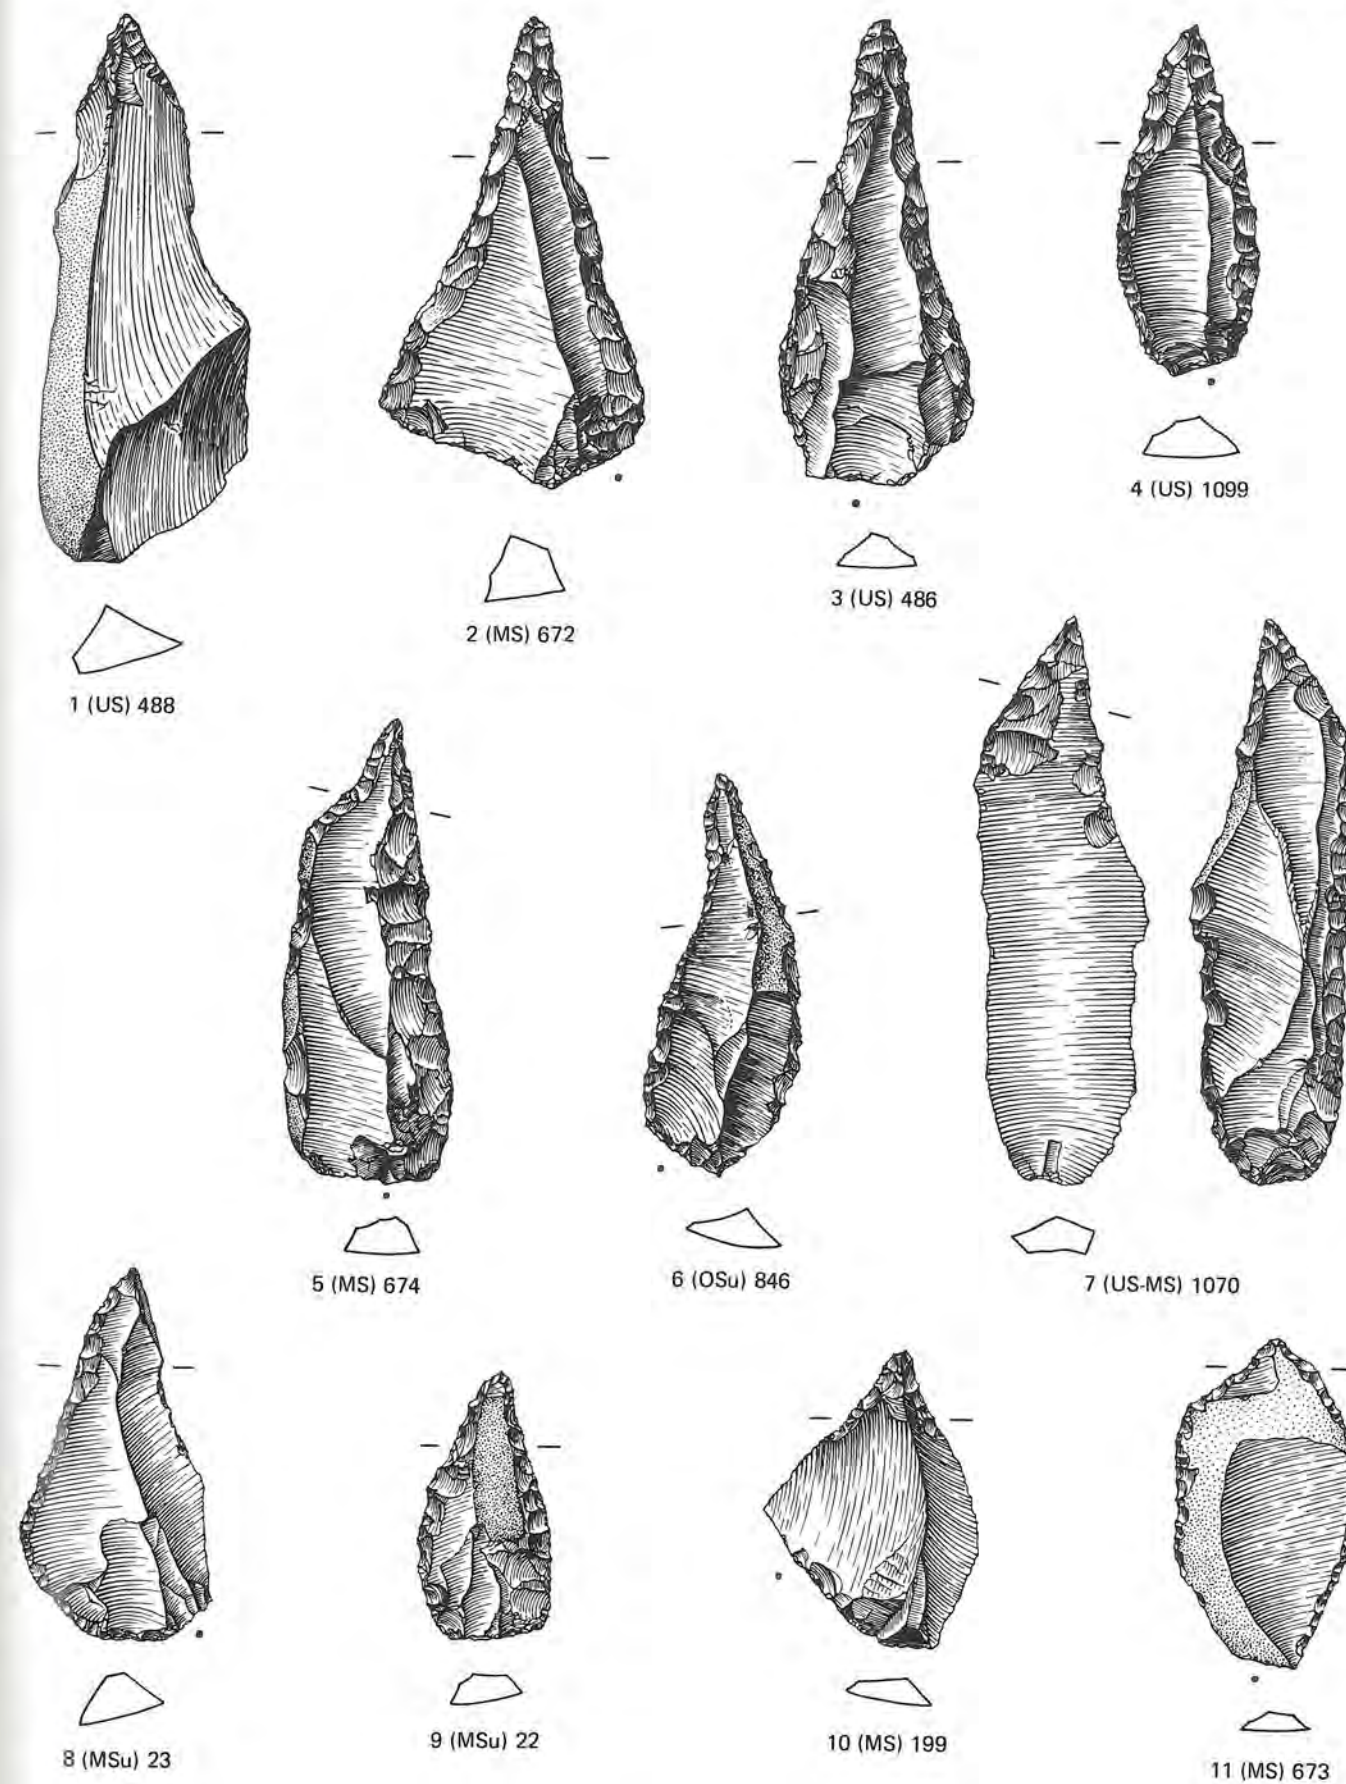 4 (US) 1099
3 (US) 486
2 (MS) 672
1 (US) 488
5 (MS) 674
6 (OSu) 846
7 (US-MS) 1070
8 (MSu) 23
9 (MSu) 22
10 (MS) 199
11 (MS) 673